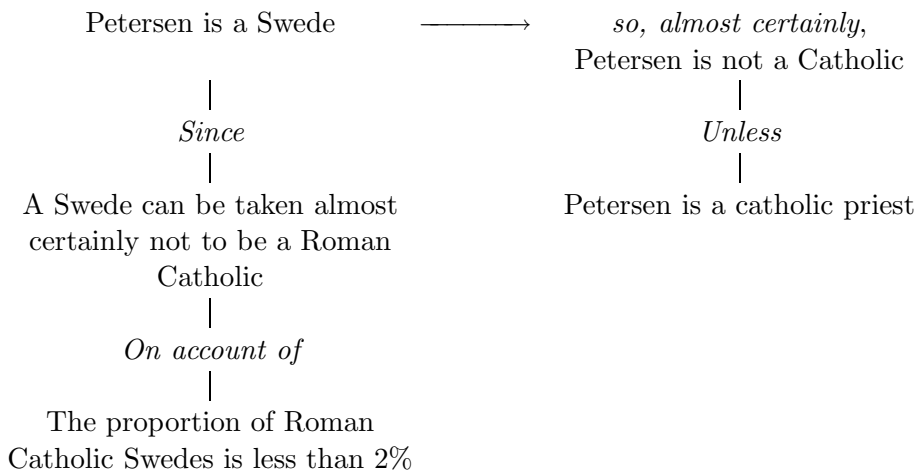 Petersen is a Swede
so, almost certainly,
Petersen is not a Catholic
Since
Unless
A Swede can be taken almost
certainly not to be a Roman
Catholic
Petersen is a catholic priest
On account of
The proportion of Roman
Catholic Swedes is less than 2%